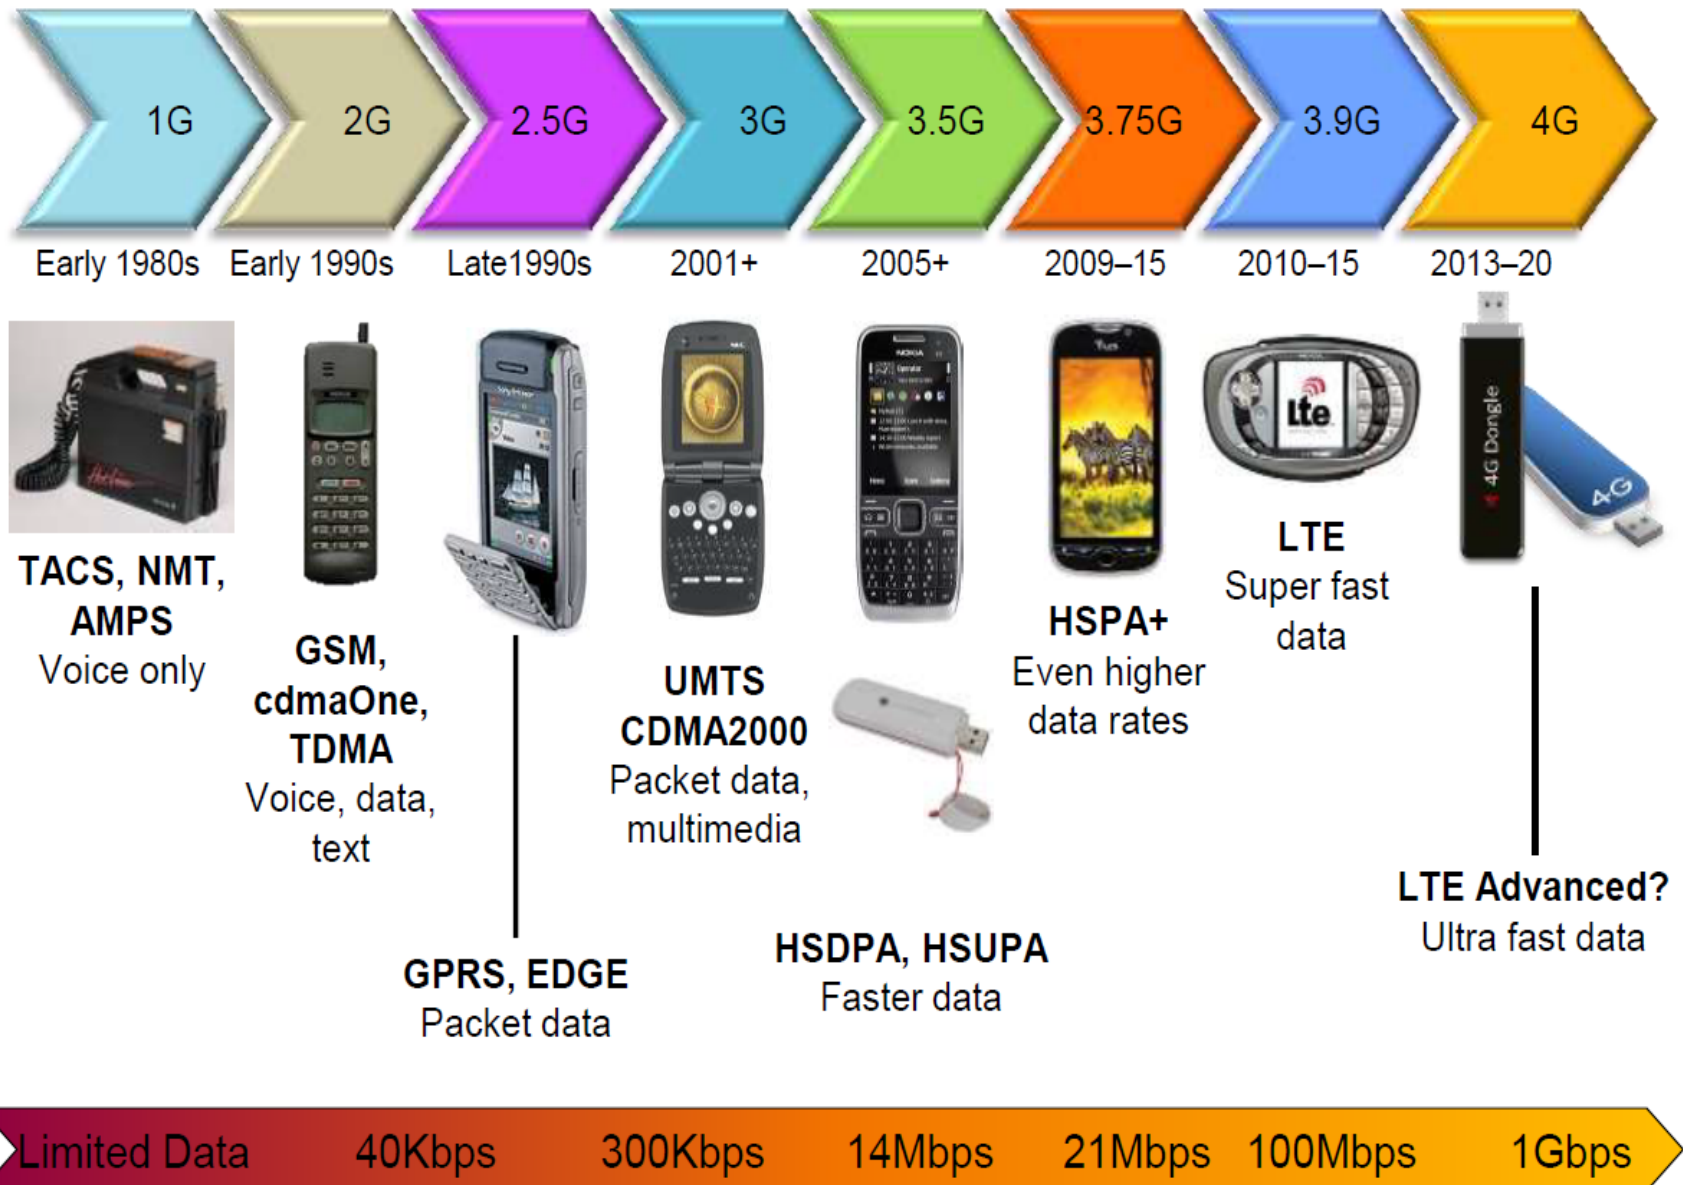 1G
2G
2.5G
3G
3.5G
3.75G
3.9G
4G
Early 1980s
Early 1990s
Late1990s
2001+
2005+
2009–15
2010–15
2013–20
NOKIA
Lte
4G Dongle
4G
TACS, NMT,
AMPS
Voice only
GSM,
cdmaOne,
TDMA
Voice, data,
text
GPRS, EDGE
Packet data
UMTS
CDMA2000
Packet data,
multimedia
HSDPA, HSUPA
Faster data
HSPA+
Even higher
data rates
LTE
Super fast
data
LTE Advanced?
Ultra fast data
Limited Data
40Kbps
300Kbps
14Mbps
21Mbps
100Mbps
1Gbps